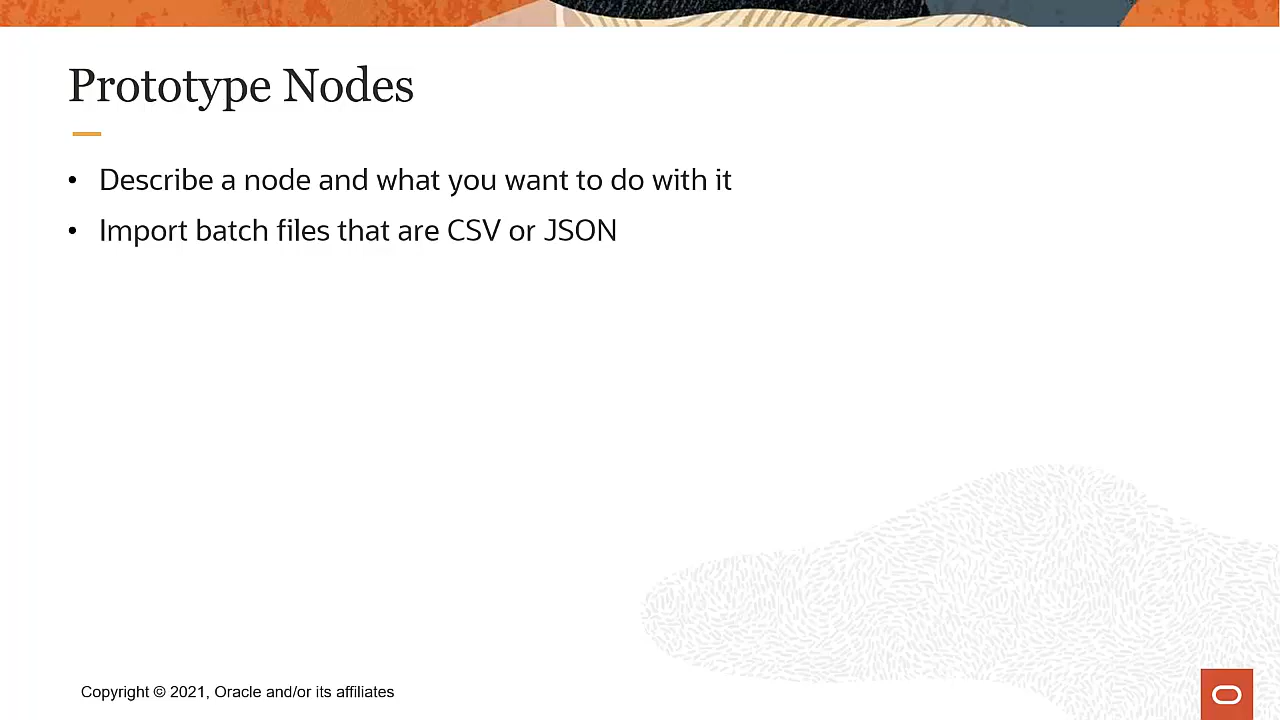 Prototype Nodes
• Describe a node and what you want to do with it
• Import batch files that are CSV or JSON
Copyright © 2021, Oracle and/or its affiliates